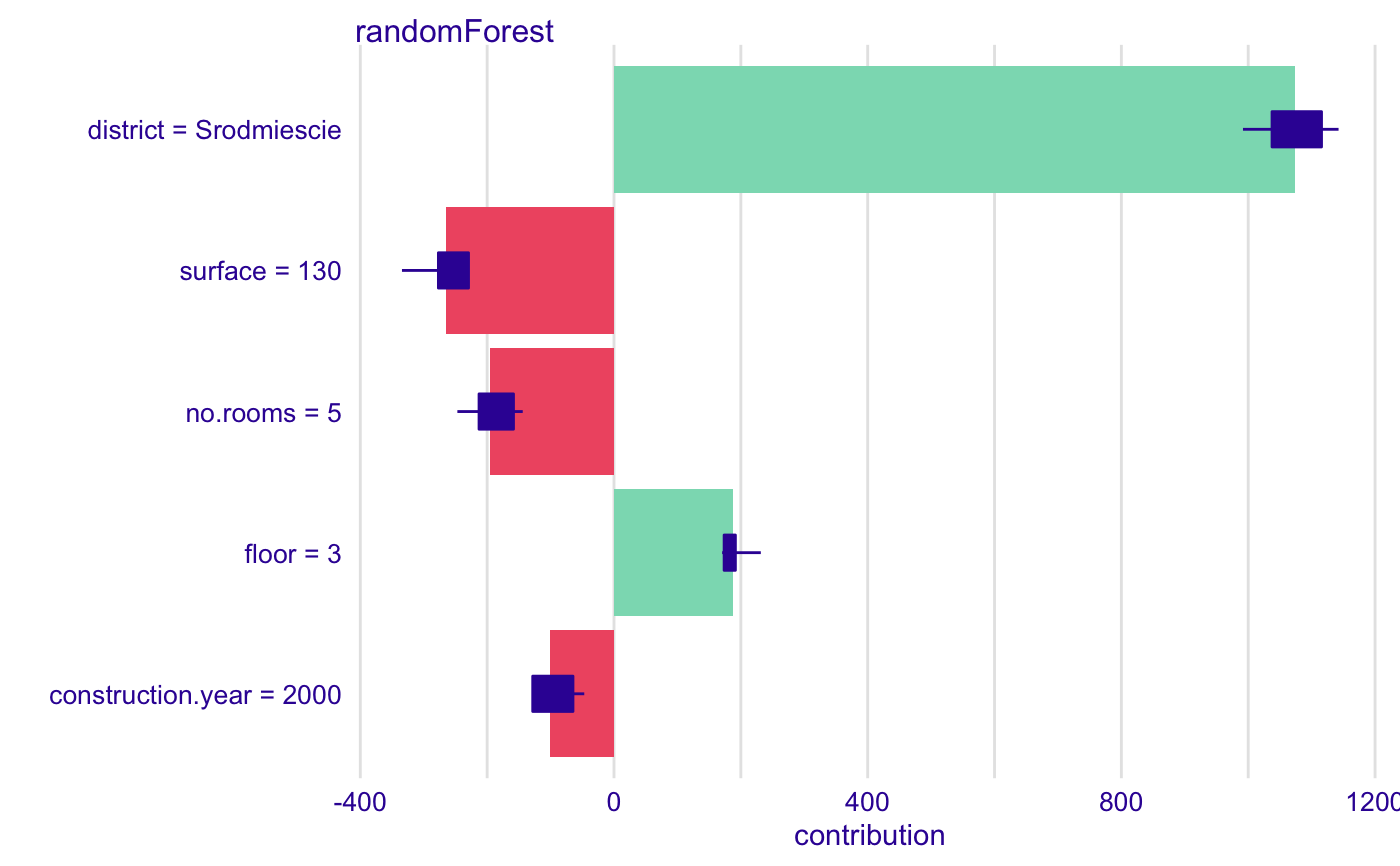 randomForest
district = Srodmiescie
surface = 130
no.rooms = 5
floor = 3
construction.year = 2000
-400 0 400 800 1200
contribution